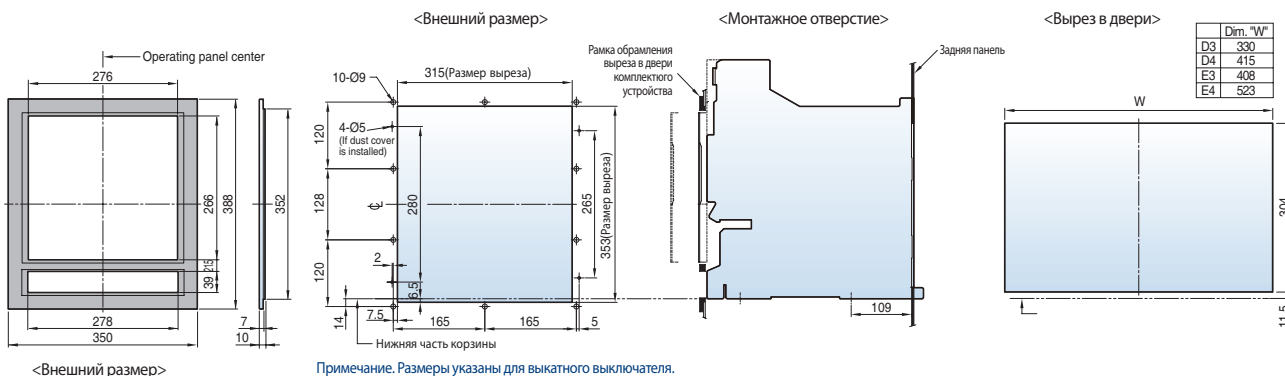 <Внешний размер>
<Монтажное отверстие>
<Вырез в двери>
Dim. "W"
D3 330
D4 415
E3 408
E4 523
Operating panel center
276
266
388
21.5
39
278
350
352
7
10
10-Ø9
315(Размер выреза)
4-Ø5
(If dust cover
is installed)
120
128
120
℄
280
265
353(Размер выреза)
2
6.5
14
7.5
165
165
5
Нижняя часть корзины
Рамка обрамления
выреза в двери
комплектюго
устройства
Задняя панель
109
W
304
11.5
<Внешний размер>
Примечание. Размеры указаны для выкатного выключателя.